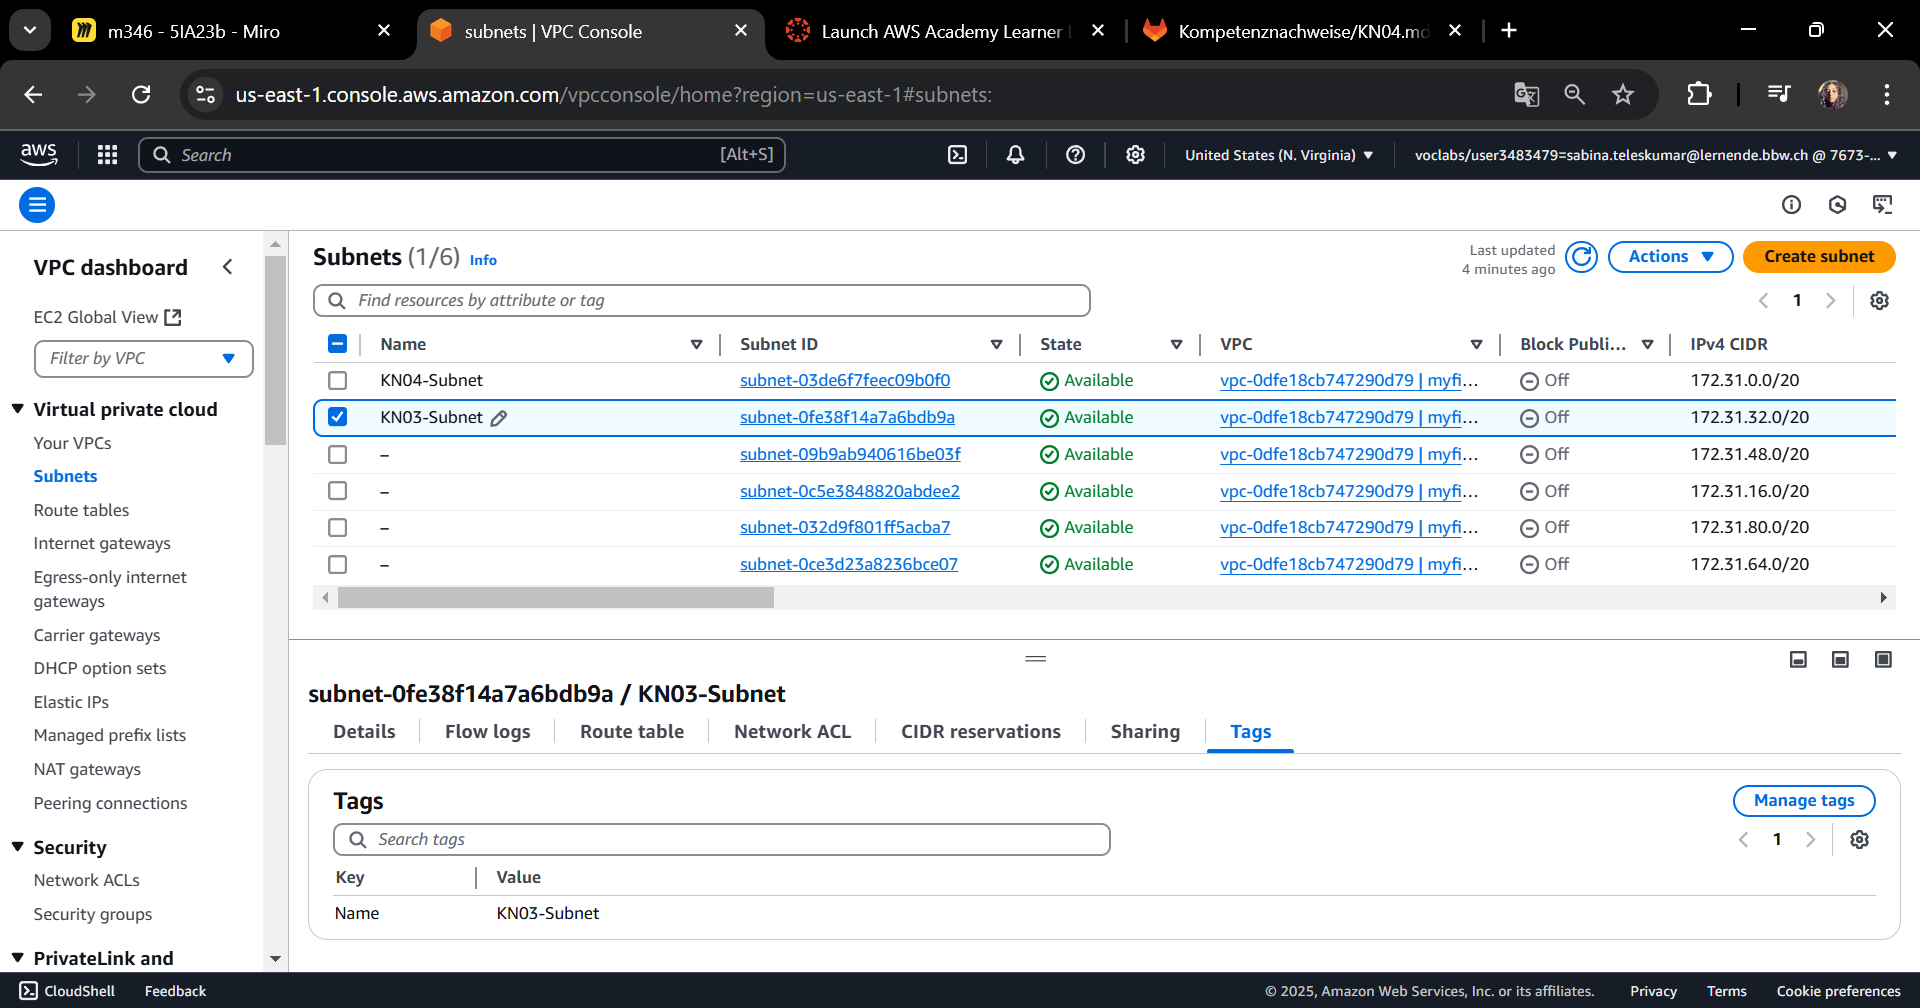 m346 - 5IA23b - Miro
subnets | VPC Console
Launch AWS Academy Learner L
Kompetenznachweise/KN04.md
us-east-1.console.aws.amazon.com/vpcconsole/home?region=us-east-1#subnets:
aws
Search
[Alt+S]
United States (N. Virginia)
voclabs/user3483479=sabina.teleskumar@lernende.bbw.ch @ 7673-...
VPC dashboard
EC2 Global View
Filter by VPC
Virtual private cloud
Your VPCs
Subnets
Route tables
Internet gateways
Egress-only internet
gateways
Carrier gateways
DHCP option sets
Elastic IPs
Managed prefix lists
NAT gateways
Peering connections
Security
Network ACLs
Security groups
PrivateLink and
Subnets (1/6) Info
Last updated
4 minutes ago
Actions
Create subnet
Find resources by attribute or tag
1
Name Subnet ID State VPC Block Publi... IPv4 CIDR
KN04-Subnet subnet-03de6f7feec09b0f0 Available vpc-0dfe18cb747290d79 | myfi... Off 172.31.0.0/20
KN03-Subnet subnet-0fe38f14a7a6bdb9a Available vpc-0dfe18cb747290d79 | myfi... Off 172.31.32.0/20
– subnet-09b9ab940616be03f Available vpc-0dfe18cb747290d79 | myfi... Off 172.31.48.0/20
– subnet-0c5e3848820abdee2 Available vpc-0dfe18cb747290d79 | myfi... Off 172.31.16.0/20
– subnet-032d9f801ff5acba7 Available vpc-0dfe18cb747290d79 | myfi... Off 172.31.80.0/20
– subnet-0ce3d23a8236bce07 Available vpc-0dfe18cb747290d79 | myfi... Off 172.31.64.0/20
subnet-0fe38f14a7a6bdb9a / KN03-Subnet
Details Flow logs Route table Network ACL CIDR reservations Sharing Tags
Tags
Manage tags
Search tags
1
Key Value
Name KN03-Subnet
CloudShell Feedback
© 2025, Amazon Web Services, Inc. or its affiliates. Privacy Terms Cookie preferences